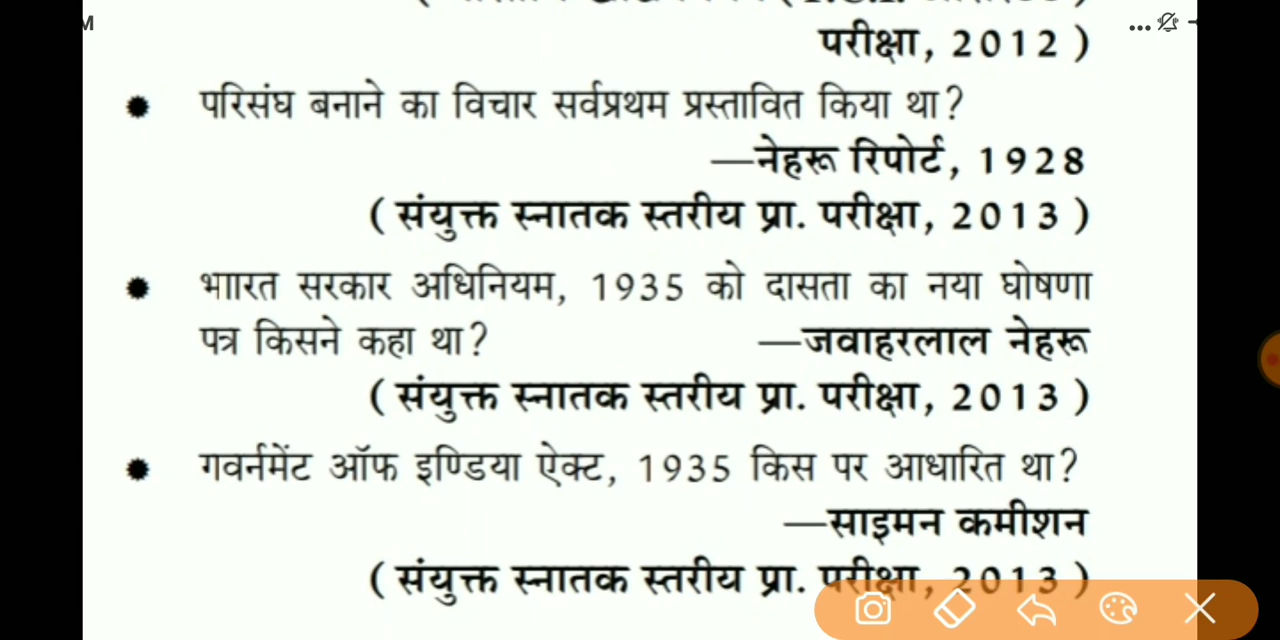 परीक्षा, 2012 )
M
● परिसंघ बनाने का विचार सर्वप्रथम प्रस्तावित किया था?
—नेहरू रिपोर्ट, 1928
( संयुक्त स्नातक स्तरीय प्रा. परीक्षा, 2013 )
● भारत सरकार अधिनियम, 1935 को दासता का नया घोषणा
पत्र किसने कहा था? —जवाहरलाल नेहरू
( संयुक्त स्नातक स्तरीय प्रा. परीक्षा, 2013 )
● गवर्नमेंट ऑफ इण्डिया ऐक्ट, 1935 किस पर आधारित था?
—साइमन कमीशन
( संयुक्त स्नातक स्तरीय प्रा. परीक्षा, 2013 )